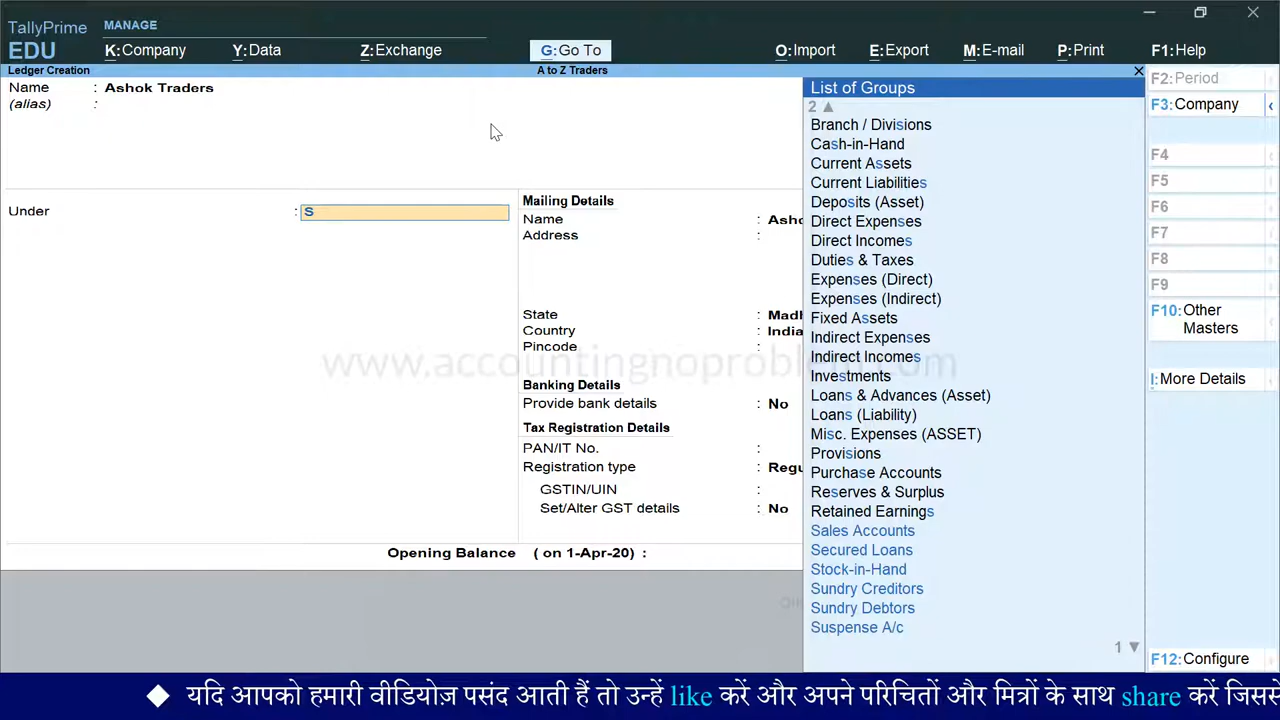 TallyPrime
EDU
MANAGE
K:Company
Y:Data
Z:Exchange
G:Go To
O:Import
E:Export
M:E-mail
P:Print
F1:Help
Ledger Creation
A to Z Traders
Name : Ashok Traders
(alias) :
Under : S
Mailing Details
Name : Asho
Address :
State : Madh
Country : India
Pincode :
Banking Details
Provide bank details : No
Tax Registration Details
PAN/IT No. :
Registration type : Regu
GSTIN/UIN :
Set/Alter GST details : No
Opening Balance ( on 1-Apr-20) :
List of Groups
2 ▲
Branch / Divisions
Cash-in-Hand
Current Assets
Current Liabilities
Deposits (Asset)
Direct Expenses
Direct Incomes
Duties & Taxes
Expenses (Direct)
Expenses (Indirect)
Fixed Assets
Indirect Expenses
Indirect Incomes
Investments
Loans & Advances (Asset)
Loans (Liability)
Misc. Expenses (ASSET)
Provisions
Purchase Accounts
Reserves & Surplus
Retained Earnings
Sales Accounts
Secured Loans
Stock-in-Hand
Sundry Creditors
Sundry Debtors
Suspense A/c
1 ▼
F2:Period
F3:Company
F4
F5
F6
F7
F8
F9
F10:Other
Masters
I:More Details
F12:Configure
www.accountingnoproblem.com
◆ यदि आपको हमारी वीडियोज़ पसंद आती हैं तो उन्हें like करें और अपने परिचितों और मित्रों के साथ share करें जिससे